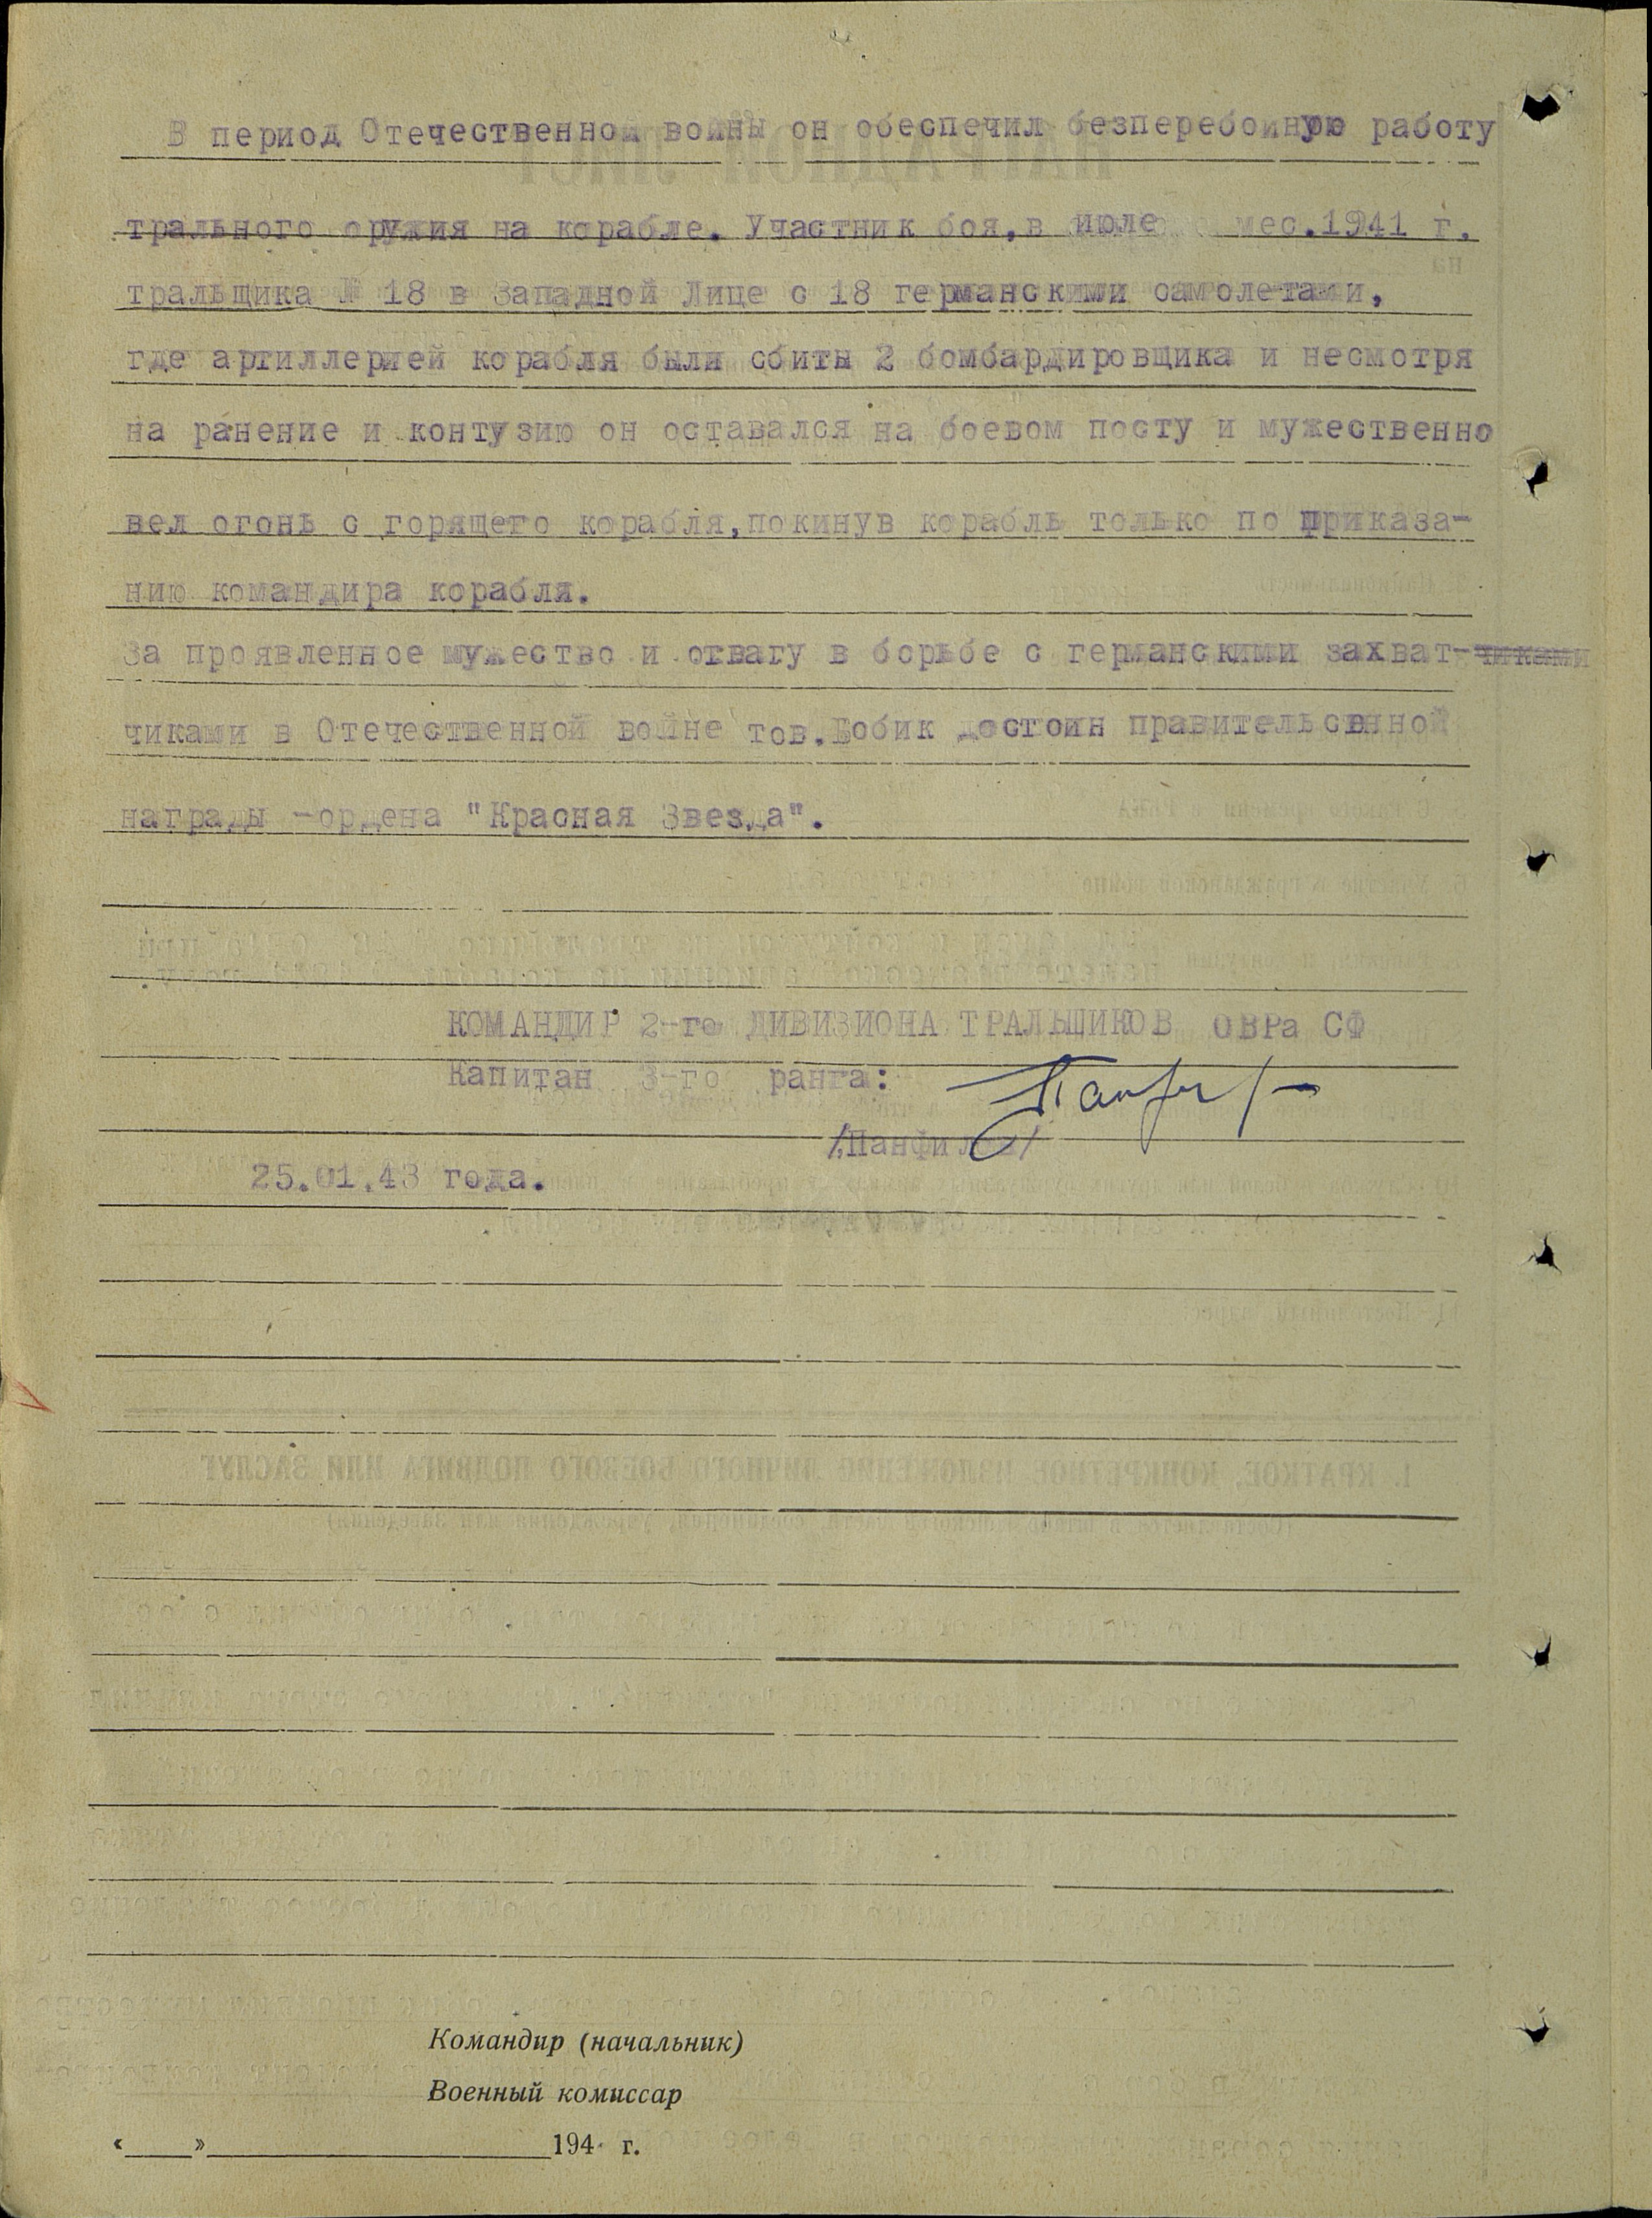 В период Отечественной войны он обеспечил безперебойную работу
трального оружия на корабле. Участник боя, в июле мес.1941 г.
тральщика № 18 в Западной Лице с 18 германскими самолетами,
где артиллерией корабля были сбиты 2 бомбардировщика и несмотря
на ранение и контузию он оставался на боевом посту и мужественно
вел огонь с горящего корабля, покинув корабль только по приказа-
нию командира корабля.
За проявленное мужество и отвагу в борьбе с германскими захват-чиками
чиками в Отечественной войне тов.Бобик достоин правительсвнной
награды -ордена "Красная Звезда".
КОМАНДИР 2-го ДИВИЗИОНА ТРАЛЬЩИКОВ ОВРа СФ
Капитан 3-го ранга:
/Панфилов/
25.01.43 года.
Командир (начальник)
Военный комиссар
« » 194 г.